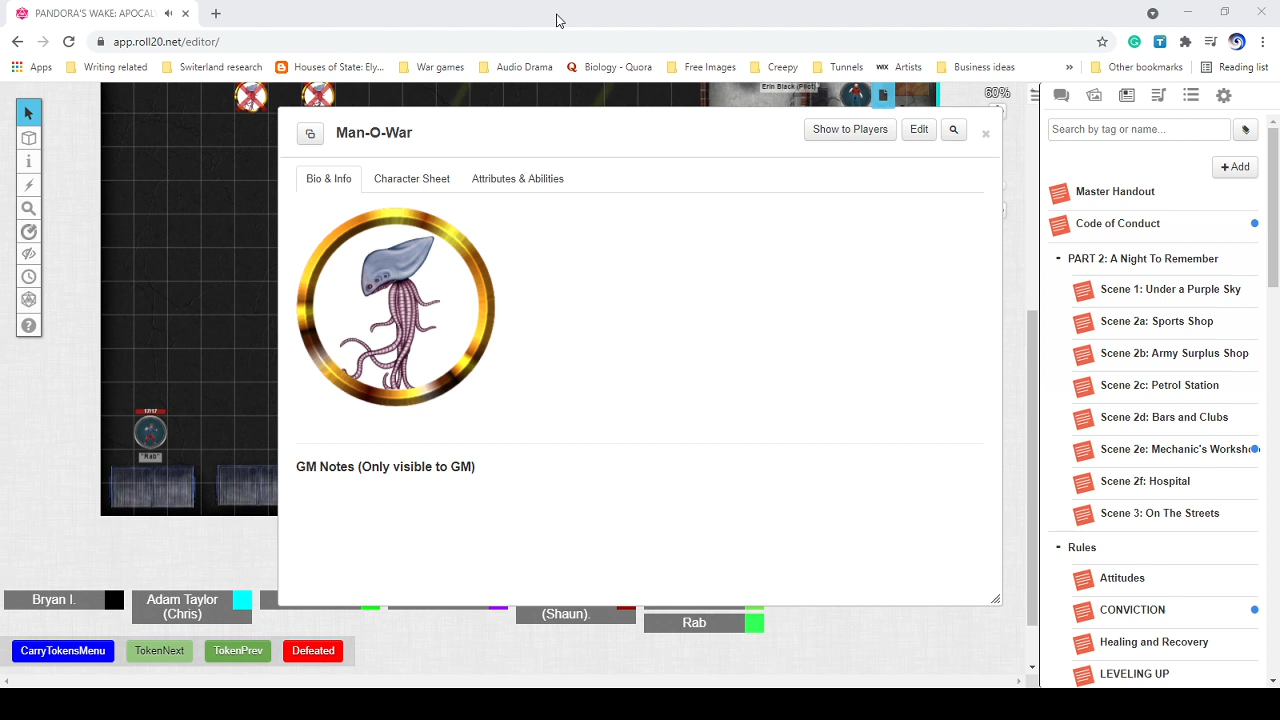 PANDORA'S WAKE: APOCAL
app.roll20.net/editor/
Apps
Writing related
Switerland research
Houses of State: Ely...
War games
Audio Drama
Biology - Quora
Free Images
Creepy
Tunnels
WIX Artists
Business ideas
»
Other bookmarks
Reading list
Erin Black (Pilot)
60%
Man-O-War
Show to Players
Edit
Bio & Info
Character Sheet
Attributes & Abilities
GM Notes (Only visible to GM)
17/17
"Rab"
Search by tag or name...
+ Add
Master Handout
Code of Conduct
PART 2: A Night To Remember
Scene 1: Under a Purple Sky
Scene 2a: Sports Shop
Scene 2b: Army Surplus Shop
Scene 2c: Petrol Station
Scene 2d: Bars and Clubs
Scene 2e: Mechanic's Worksho
Scene 2f: Hospital
Scene 3: On The Streets
Rules
Attitudes
CONVICTION
Healing and Recovery
LEVELING UP
Bryan I.
Adam Taylor
(Chris)
(Shaun).
Rab
CarryTokensMenu
TokenNext
TokenPrev
Defeated